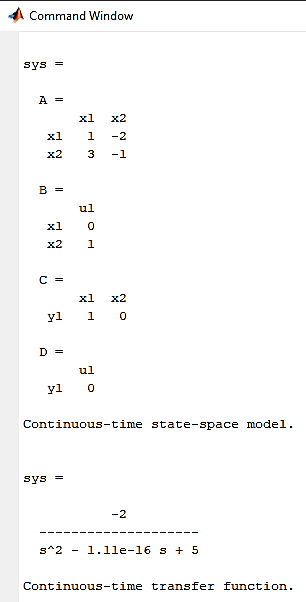 Command Window
sys =
A =
x1 x2
x1 1 -2
x2 3 -1
B =
u1
x1 0
x2 1
C =
x1 x2
y1 1 0
D =
u1
y1 0
Continuous-time state-space model.
sys =
-2
--------------------
s^2 - 1.11e-16 s + 5
Continuous-time transfer function.